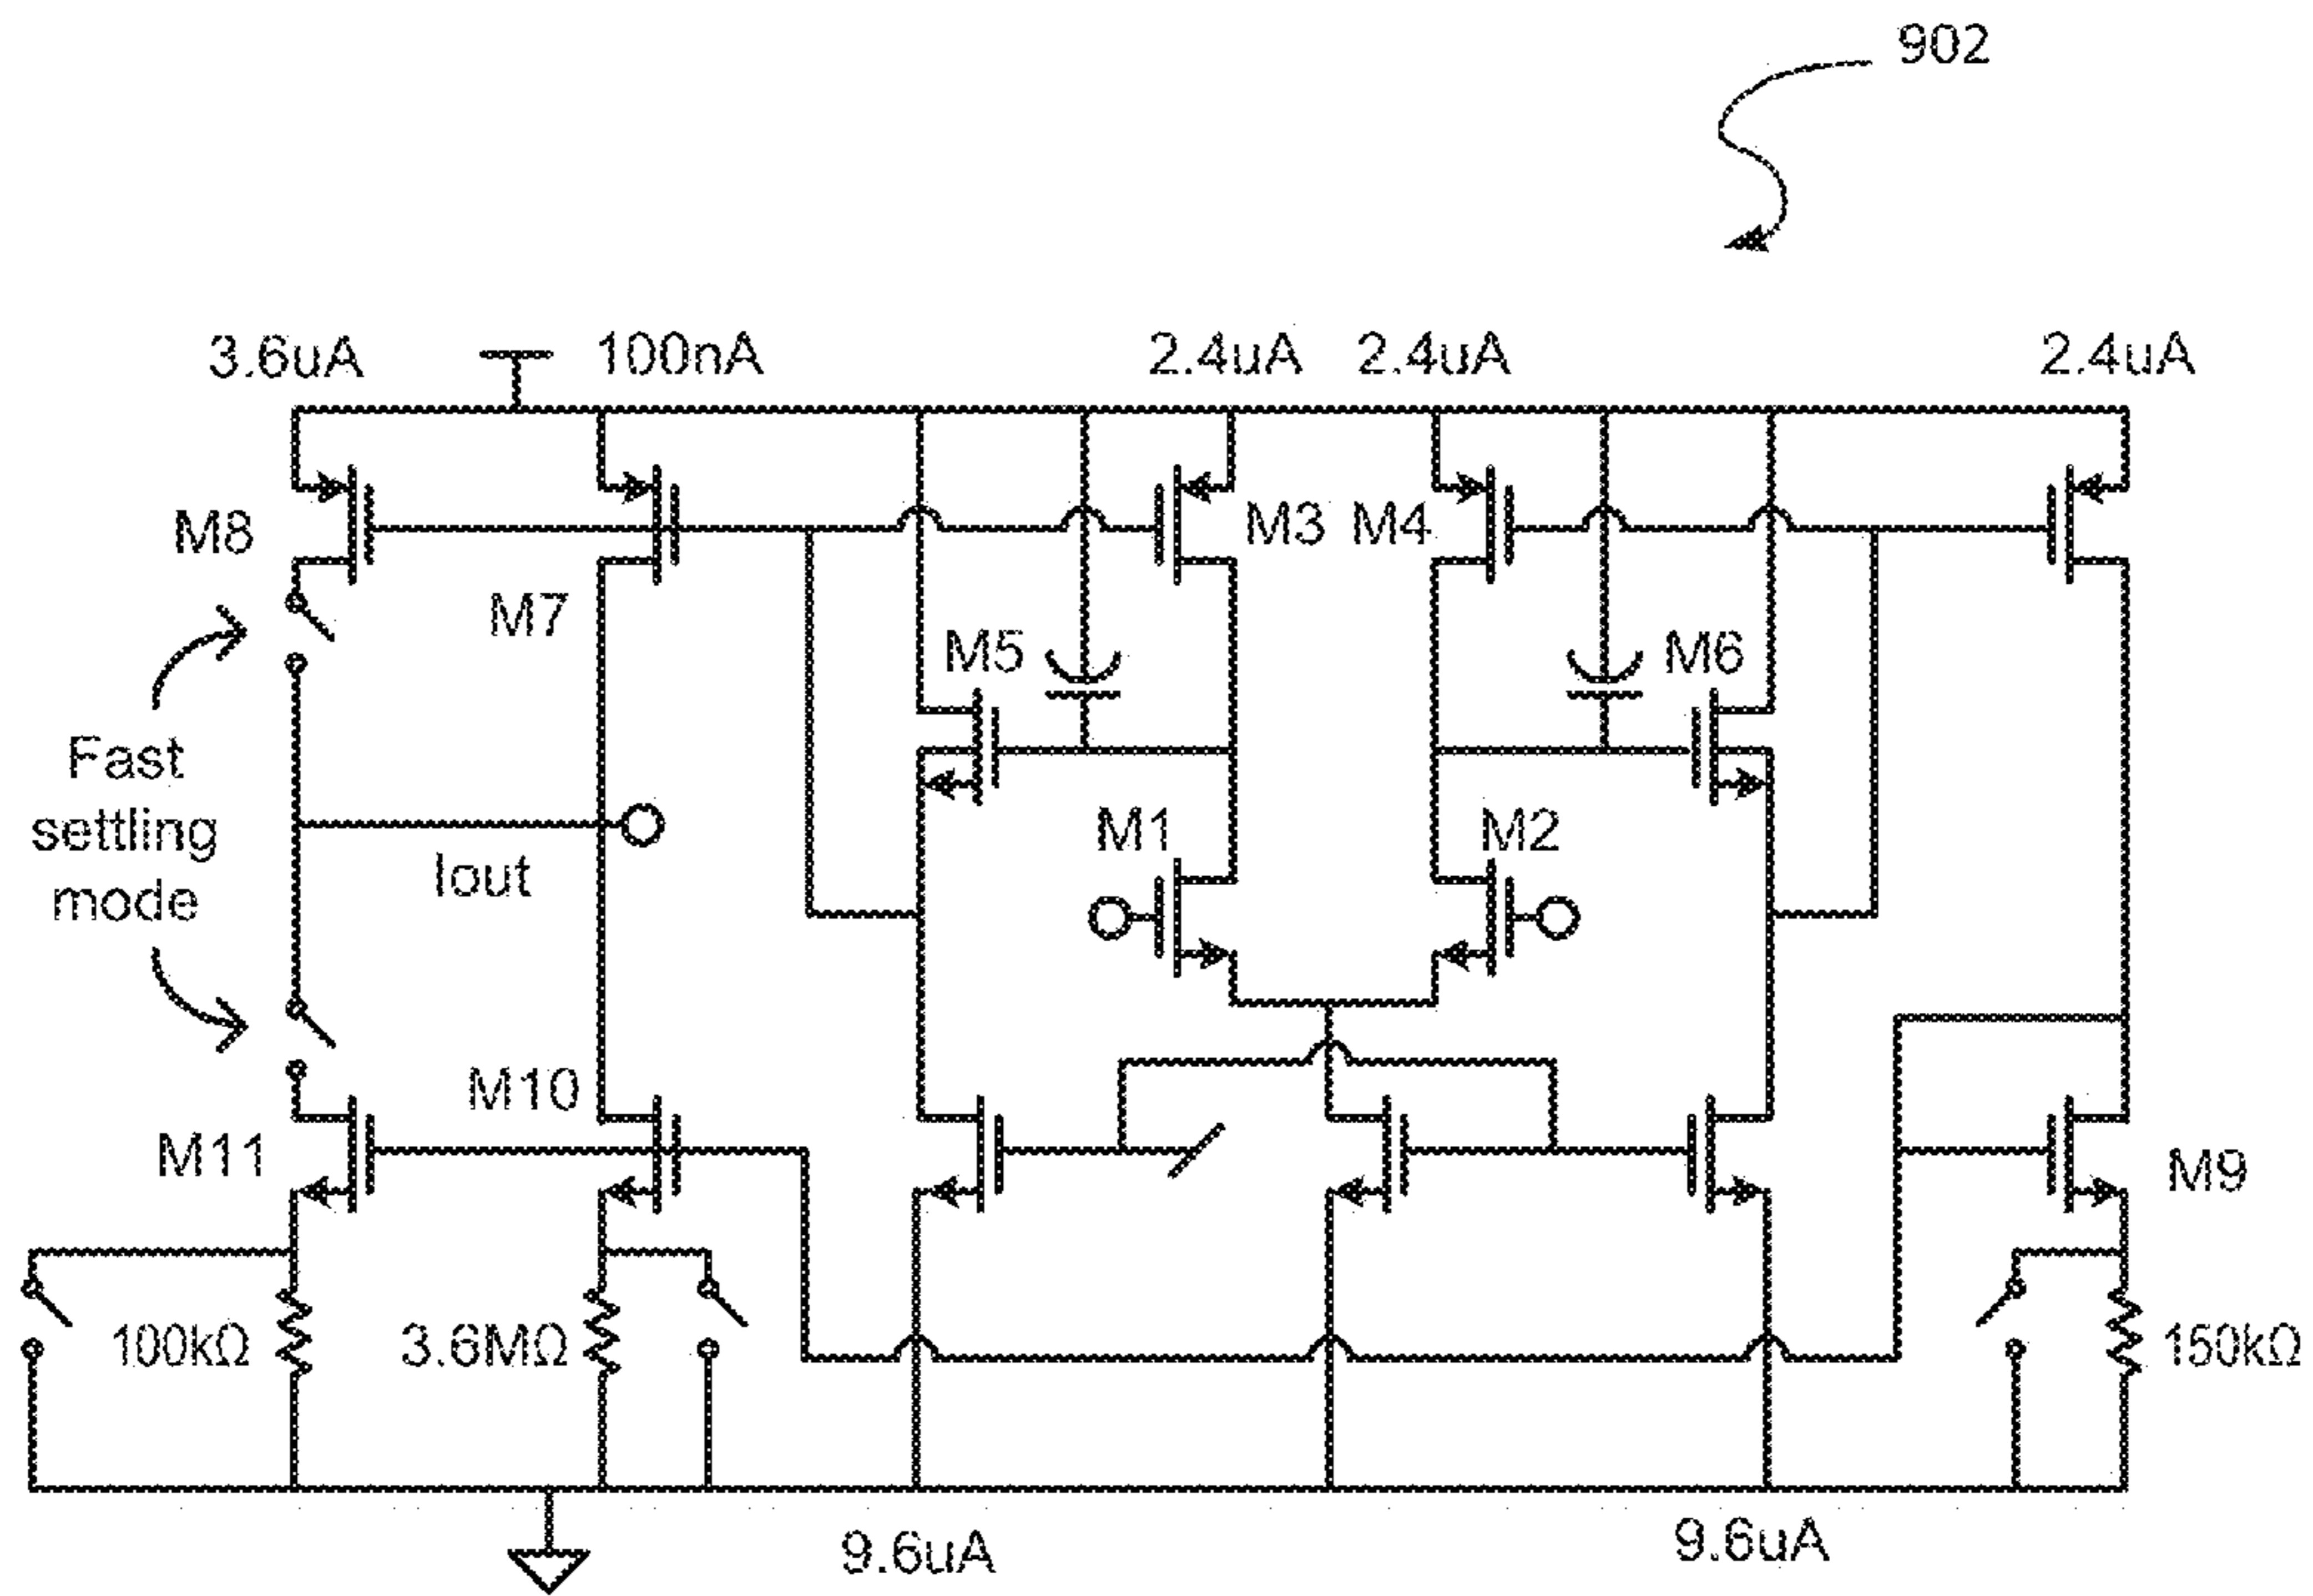 902
3.6uA
100nA
2.4uA
2.4uA
2.4uA
M8
M3
M4
M7
M5
M6
Fast
settling
mode
Iout
M1
M2
M10
M11
M9
100kΩ
3.6MΩ
150kΩ
9.6uA
9.6uA